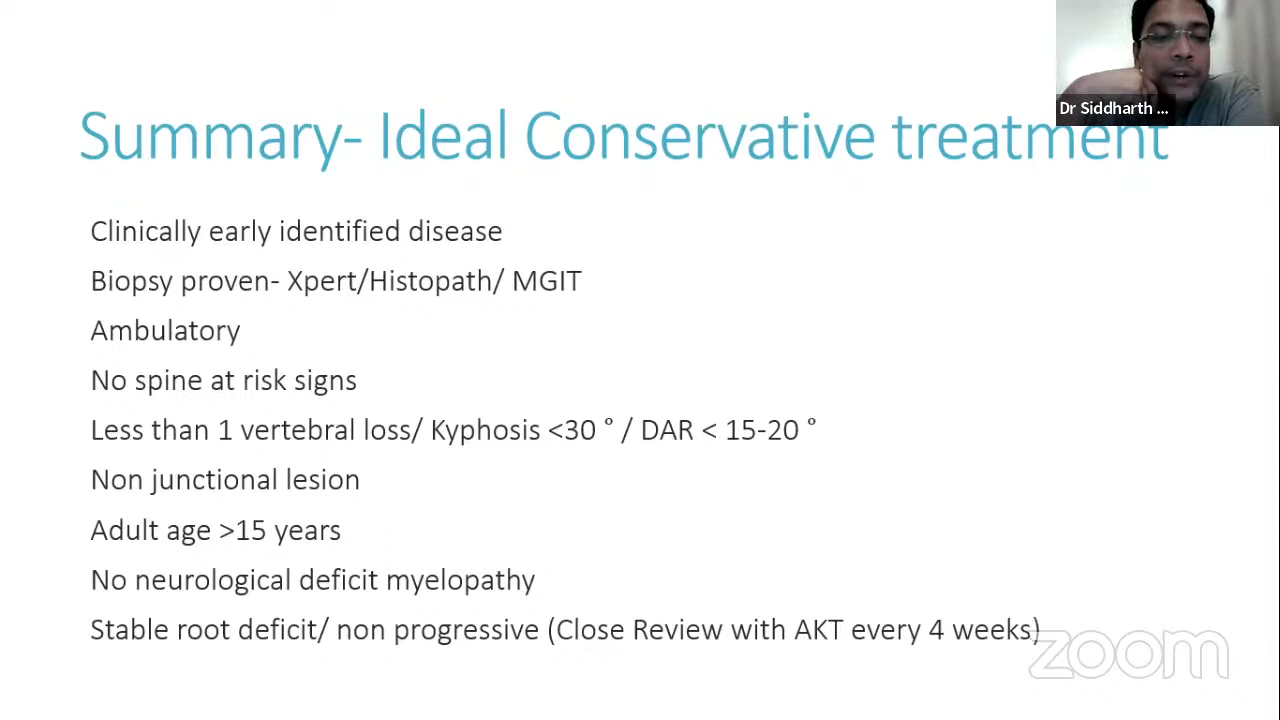 Dr Siddharth ...
Summary- Ideal Conservative treatment
Clinically early identified disease
Biopsy proven- Xpert/Histopath/ MGIT
Ambulatory
No spine at risk signs
Less than 1 vertebral loss/ Kyphosis <30 ° / DAR < 15-20 °
Non junctional lesion
Adult age >15 years
No neurological deficit myelopathy
Stable root deficit/ non progressive (Close Review with AKT every 4 weeks)
zoom